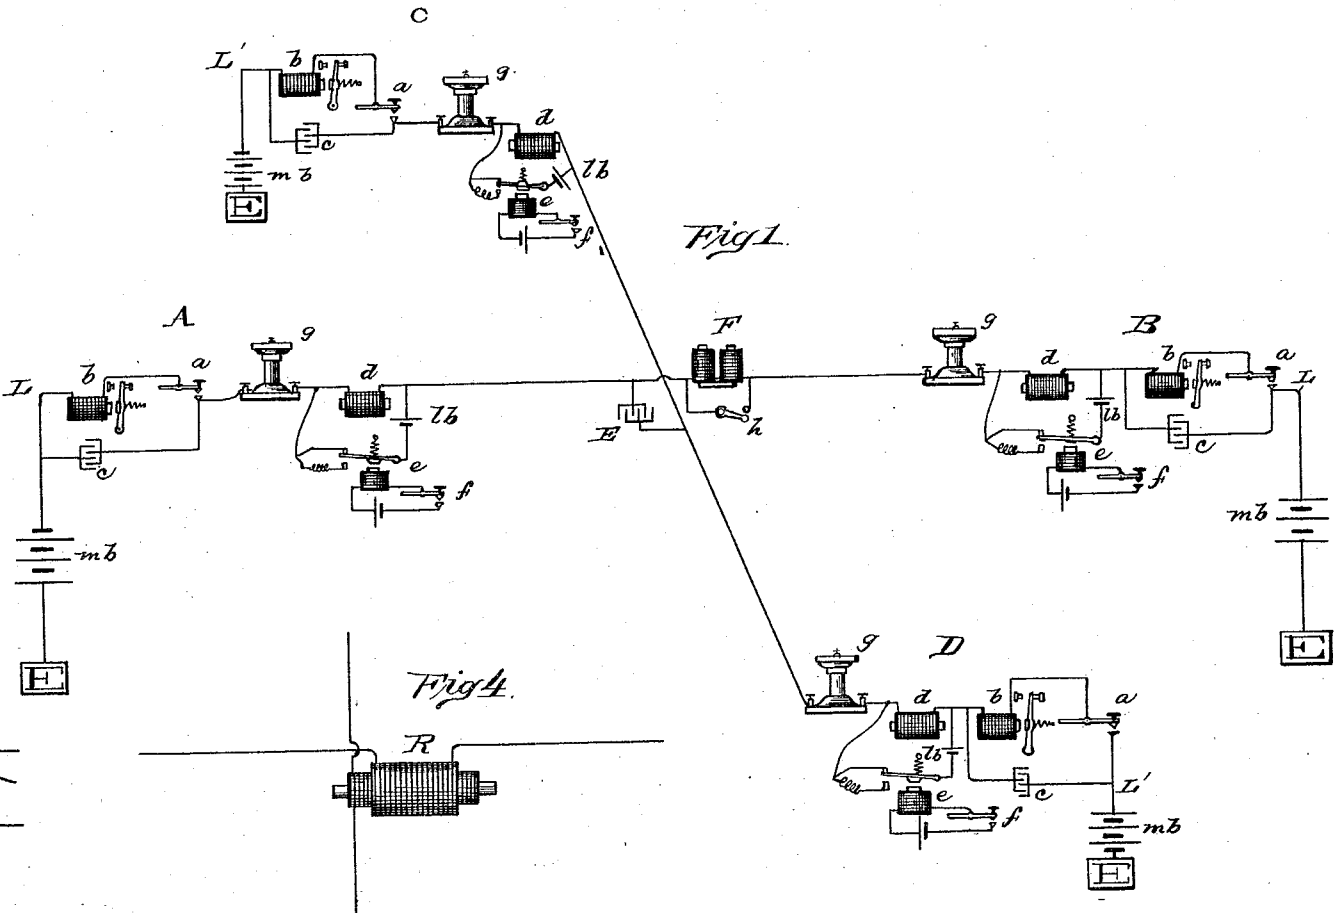 C
L' b a g. d
c lb
m b e
E f
Fig 1.
A g F g B
L b a d d b a L
lb h lb
c e E e c
f f
mb mb
E E
g D
Fig 4. d b a
R lb
e c L'
f mb
E